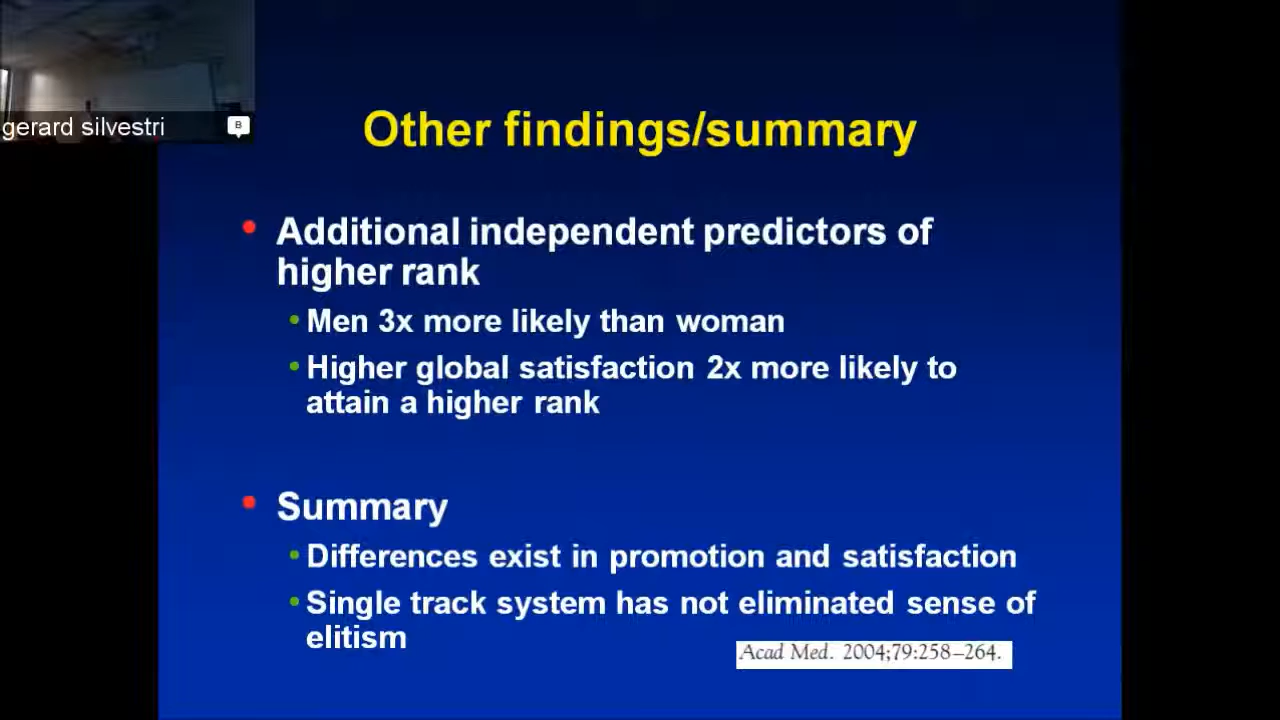 gerard silvestri
B
Other findings/summary
• Additional independent predictors of
higher rank
• Men 3x more likely than woman
• Higher global satisfaction 2x more likely to
attain a higher rank
• Summary
• Differences exist in promotion and satisfaction
• Single track system has not eliminated sense of
elitism
Acad Med. 2004;79:258–264.